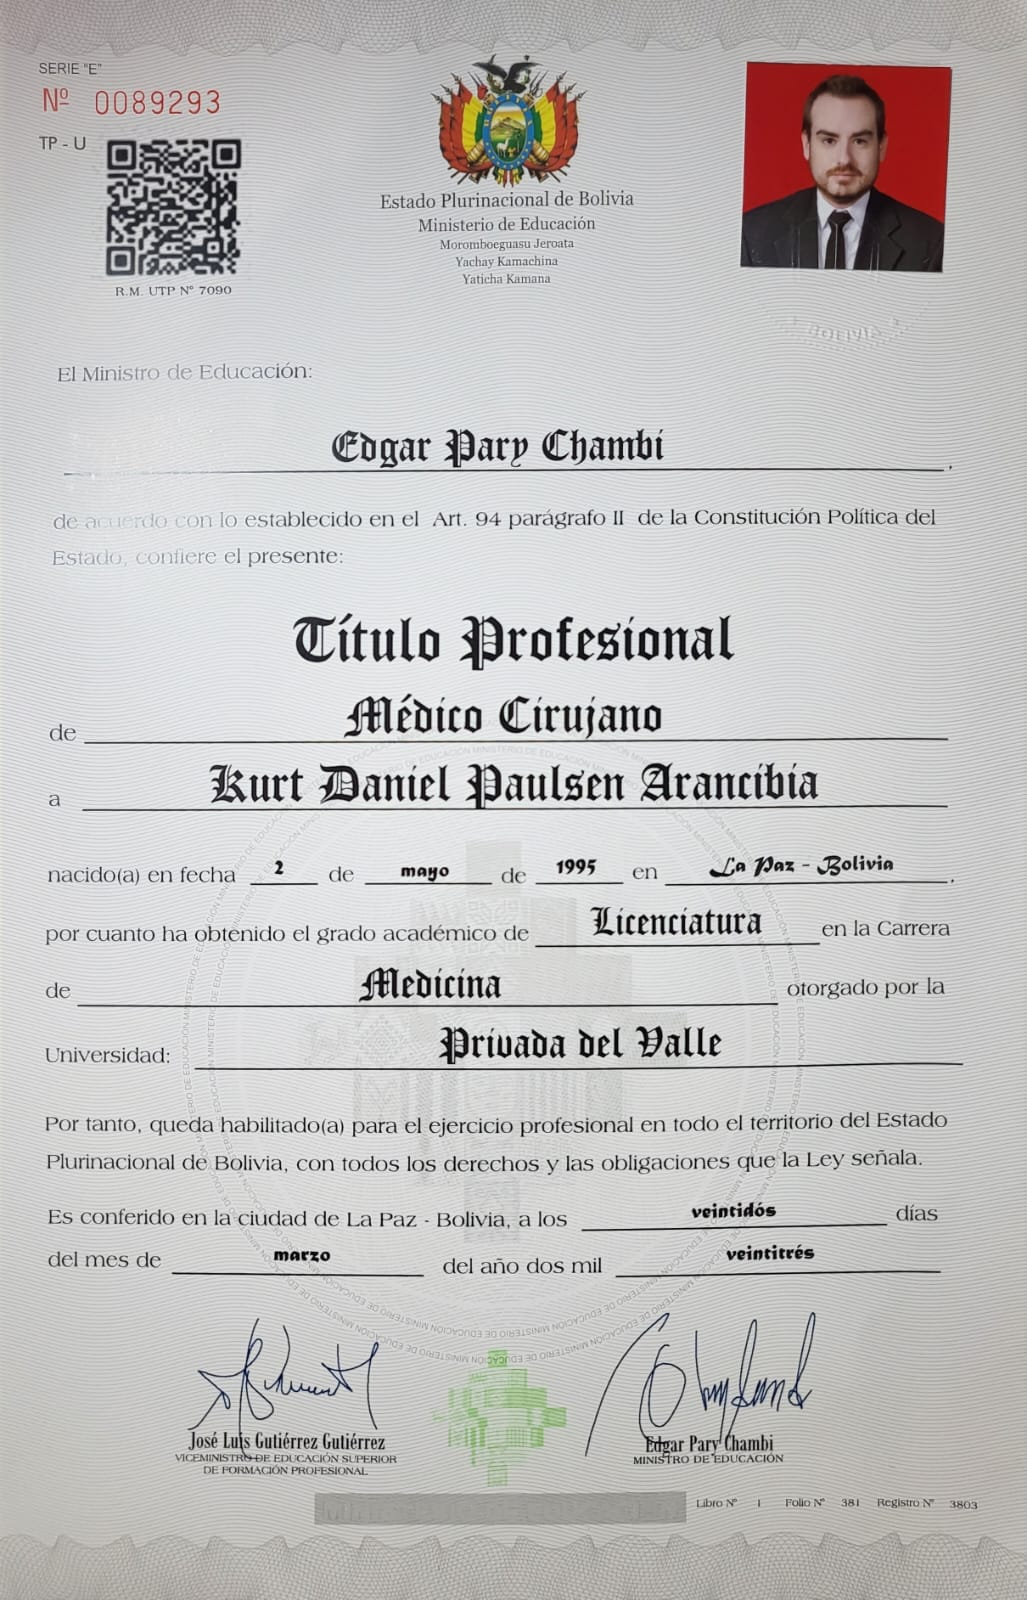 SERIE "E"
Nº 0089293
TP - U
R.M. UTP Nº 7090
Estado Plurinacional de Bolivia
Ministerio de Educación
Moromboeguasu Jeroata
Yachay Kamachina
Yaticha Kamana
BOLIVIA
El Ministro de Educación:
Edgar Pary Chambi.
de acuerdo con lo establecido en el Art. 94 parágrafo II de la Constitución Política del
Estado, confiere el presente:
Título Profesional
de Médico Cirujano
a Kurt Daniel Paulsen Arancibia
nacido(a) en fecha 2 de mayo de 1995 en La Paz - Bolivia.
por cuanto ha obtenido el grado académico de Licenciatura en la Carrera
de Medicina otorgado por la
Universidad: Privada del Valle
Por tanto, queda habilitado(a) para el ejercicio profesional en todo el territorio del Estado
Plurinacional de Bolivia, con todos los derechos y las obligaciones que la Ley señala.
Es conferido en la ciudad de La Paz - Bolivia, a los veintidós días
del mes de marzo del año dos mil veintitrés
MINISTERIO DE EDUCACIÓN
José Luis Gutiérrez Gutiérrez
VICEMINISTRO DE EDUCACIÓN SUPERIOR
DE FORMACIÓN PROFESIONAL
Edgar Pary Chambi
MINISTRO DE EDUCACIÓN
Libro Nº 1 Folio Nº 381 Registro Nº 3803